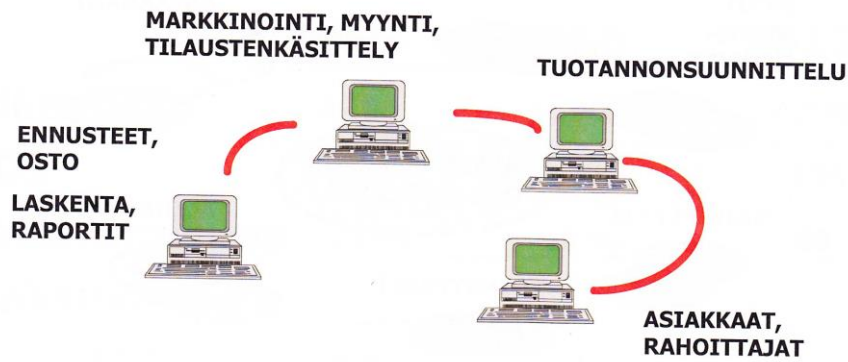 MARKKINOINTI, MYYNTI,
TILAUSTENKÄSITTELY
TUOTANNONSUUNNITTELU
ENNUSTEET,
OSTO
LASKENTA,
RAPORTIT
ASIAKKAAT,
RAHOITTAJAT